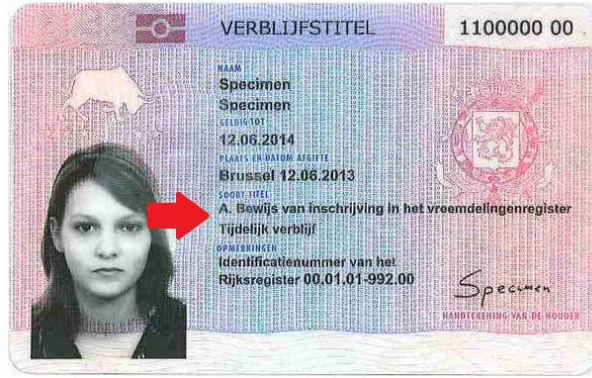 VERBLIJFSTITEL
1100000 00
NAAM
Specimen
Specimen
GELDIG TOT
12.06.2014
PLAATS EN DATUM AFGIFTE
Brussel 12.06.2013
SOORT TITEL
A. Bewijs van inschrijving in het vreemdelingenregister
Tijdelijk verblijf
OPMERKINGEN
Identificatienummer van het
Rijksregister 00.01.01-992.00
Specimen
HANDTEKENING VAN DE HOUDER